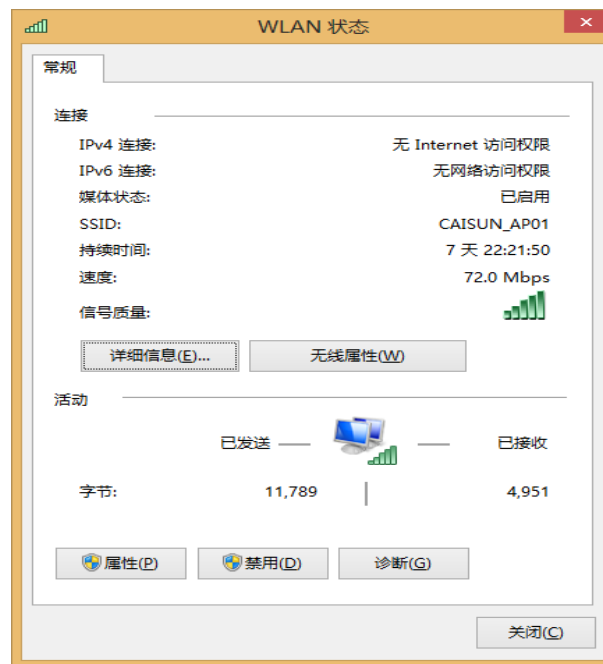 WLAN 状态
常规
连接
IPv4 连接: 无 Internet 访问权限
IPv6 连接: 无网络访问权限
媒体状态: 已启用
SSID: CAISUN_AP01
持续时间: 7 天 22:21:50
速度: 72.0 Mbps
信号质量:
详细信息(E)... 无线属性(W)
活动
已发送 — — 已接收
字节: 11,789 4,951
属性(P) 禁用(D) 诊断(G)
关闭(C)